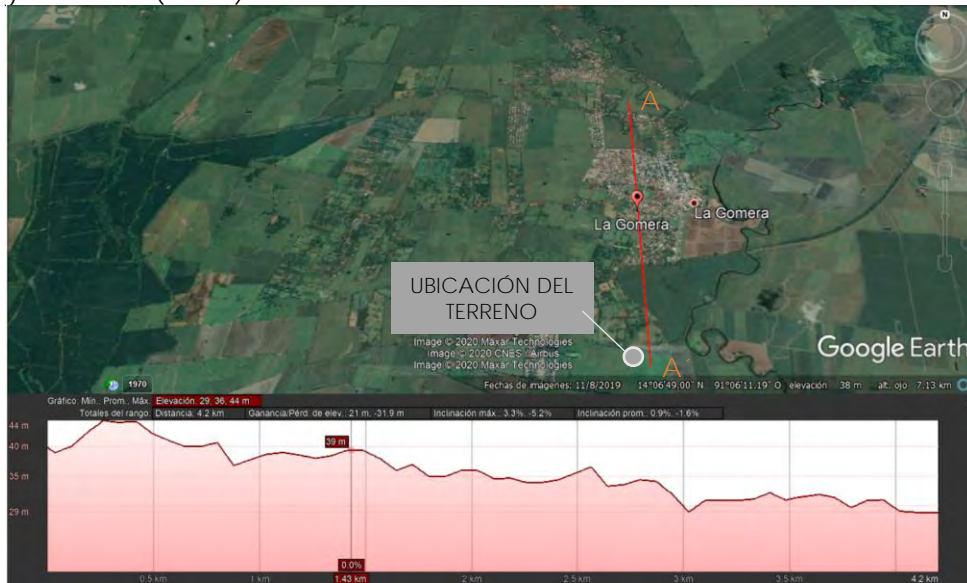 N
A
La Gomera
La Gomera
UBICACIÓN DEL
TERRENO
Image © 2020 Maxar Technologies
Image © 2020 CNES / Airbus
Image © 2020 Maxar Technologies
A´
Google Earth
1970
Fechas de imágenes: 11/8/2019 14°06'49.00" N 91°06'11.19" O elevación 38 m alt. ojo 7.13 km
Gráfico: Mín., Prom., Máx. Elevación: 29, 36, 44 m
Totales del rango: Distancia: 4.2 km Ganancia/Pérd. de elev.: 21 m, -31.9 m Inclinación máx.: 3.3%, -5.2% Inclinación prom.: 0.9%, -1.6%
44 m
40 m
39 m
35 m
29 m
0.0%
0.5 km 1 km 1.43 km 2 km 2.5 km 3 km 3.5 km 4.2 km